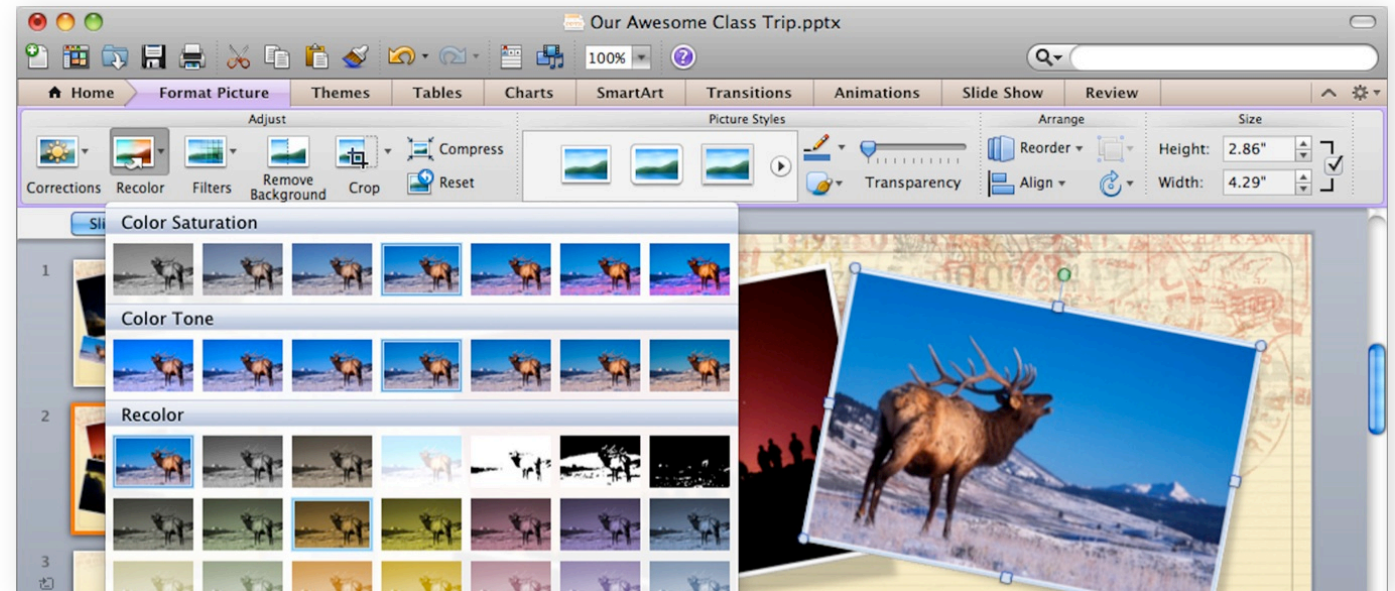 Our Awesome Class Trip.pptx
100%
Home Format Picture Themes Tables Charts SmartArt Transitions Animations Slide Show Review
Adjust Picture Styles Arrange Size
Compress Reorder Height: 2.86"
Corrections Recolor Filters Remove Background Crop Reset Transparency Align Width: 4.29"
Sli
Color Saturation
1
Color Tone
Recolor
2
3